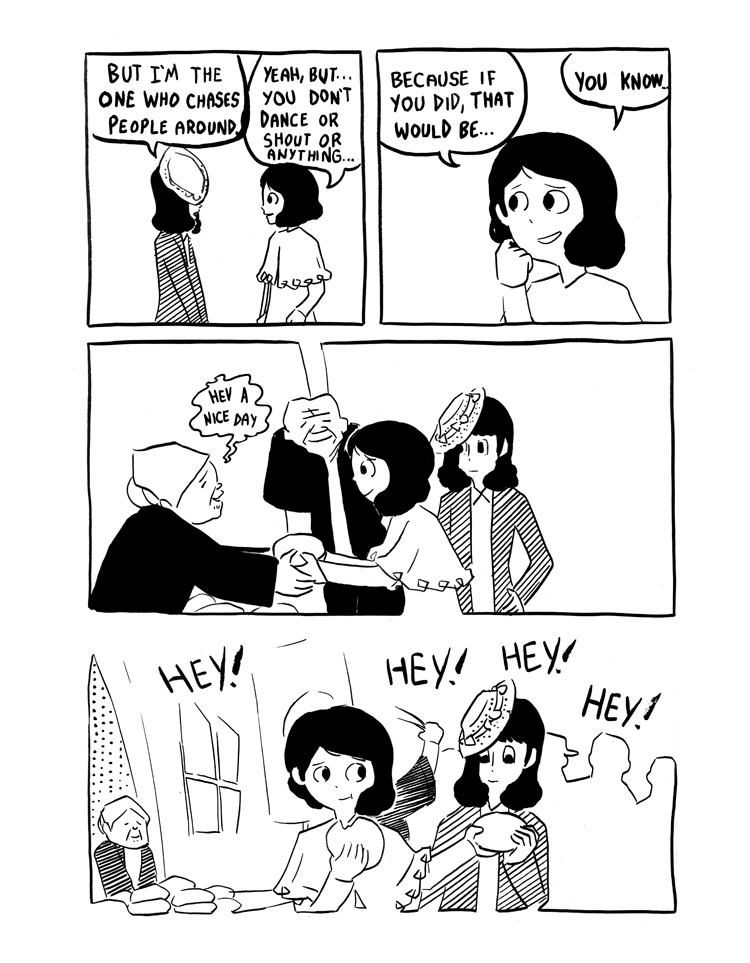 BUT I'M THE
ONE WHO CHASES
PEOPLE AROUND.
YEAH, BUT...
YOU DON'T
DANCE OR
SHOUT OR
ANYTHING...
BECAUSE IF
YOU DID, THAT
WOULD BE...
YOU KNOW..
HEV A
NICE DAY
HEY!
HEY!
HEY!
HEY!